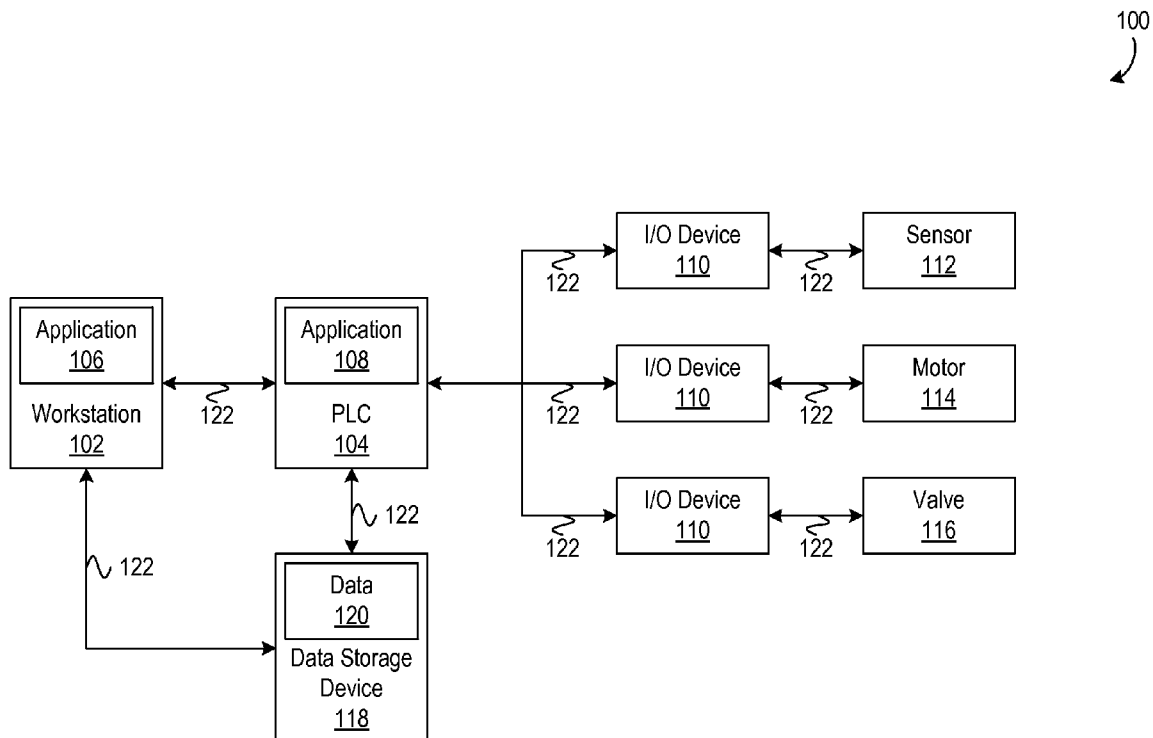 100
I/O Device
110
Sensor
112
122
122
Application
106
Workstation
102
122
Application
108
PLC
104
122
I/O Device
110
122
Motor
114
122
I/O Device
110
122
Valve
116
122
122
Data
120
Data Storage
Device
118